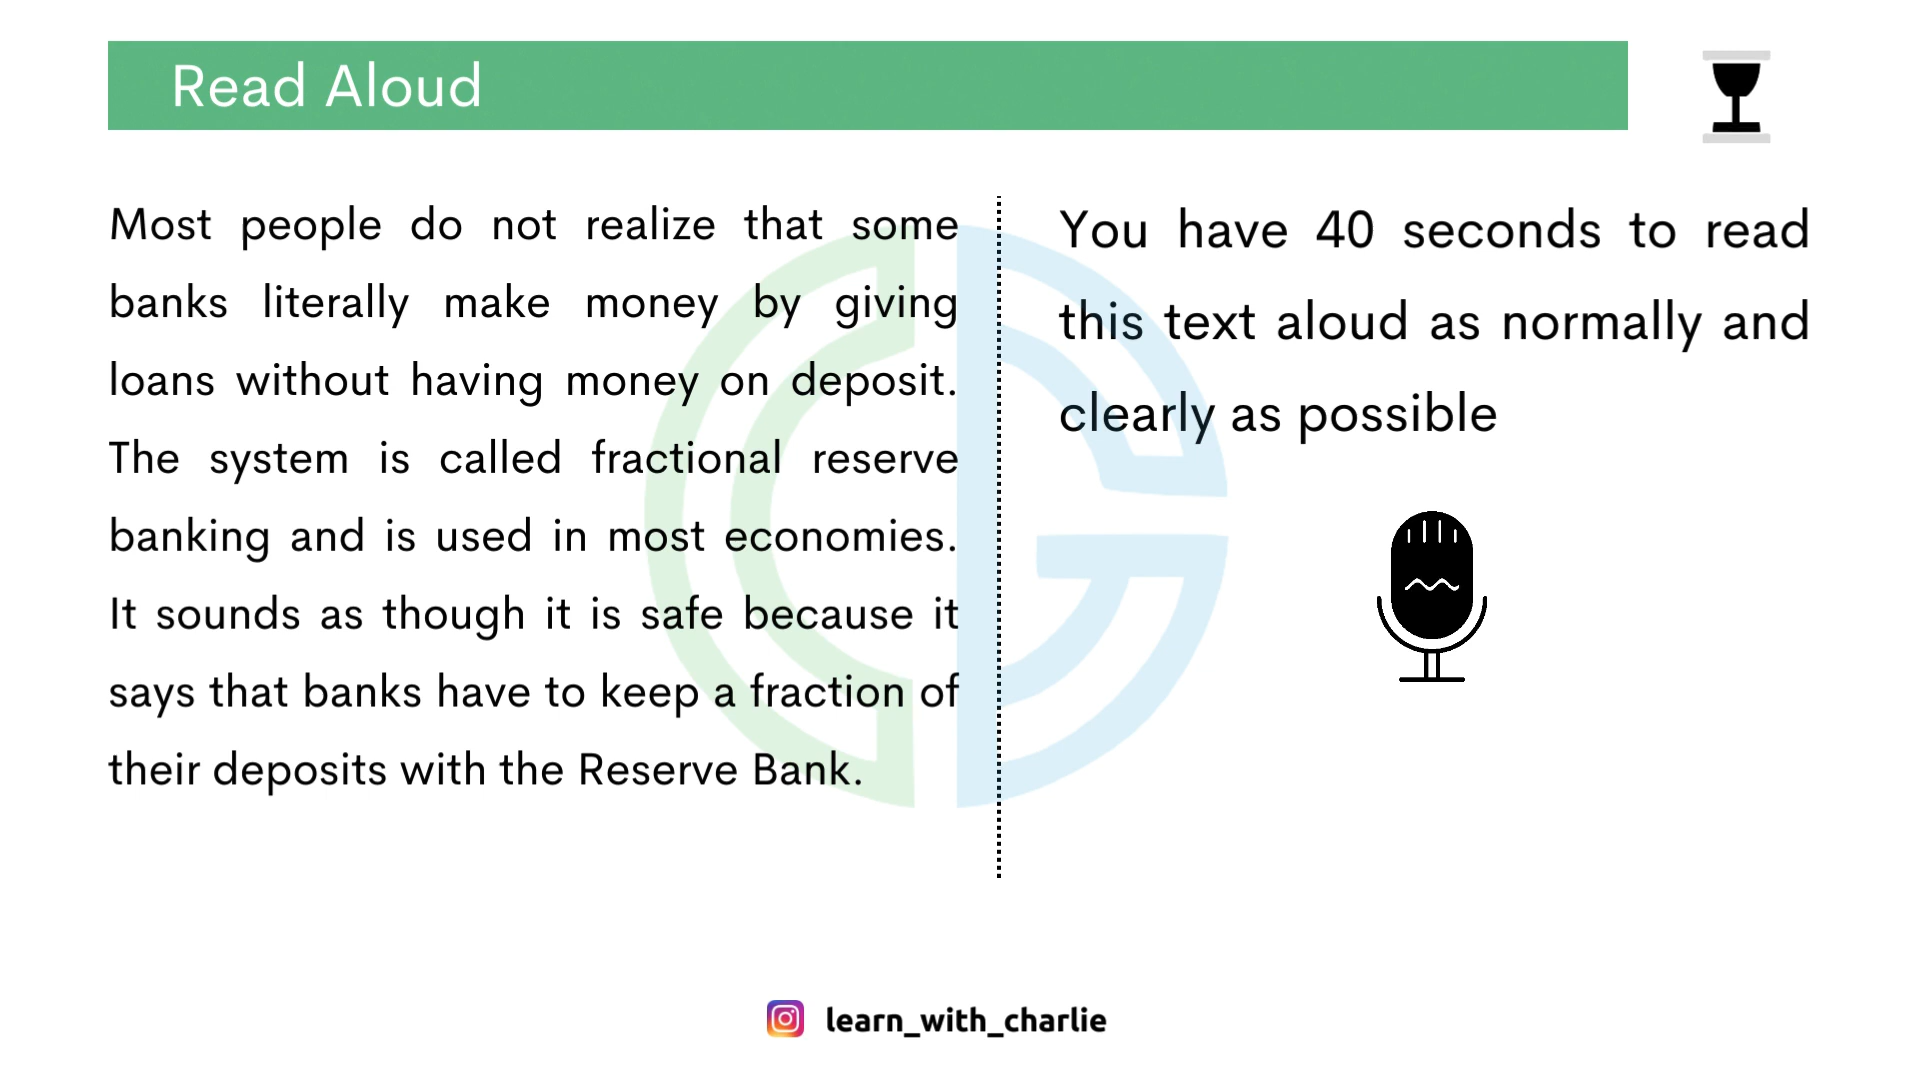 Read Aloud
Most people do not realize that some
banks literally make money by giving
loans without having money on deposit.
The system is called fractional reserve
banking and is used in most economies.
It sounds as though it is safe because it
says that banks have to keep a fraction of
their deposits with the Reserve Bank.
You have 40 seconds to read
this text aloud as normally and
clearly as possible
learn_with_charlie